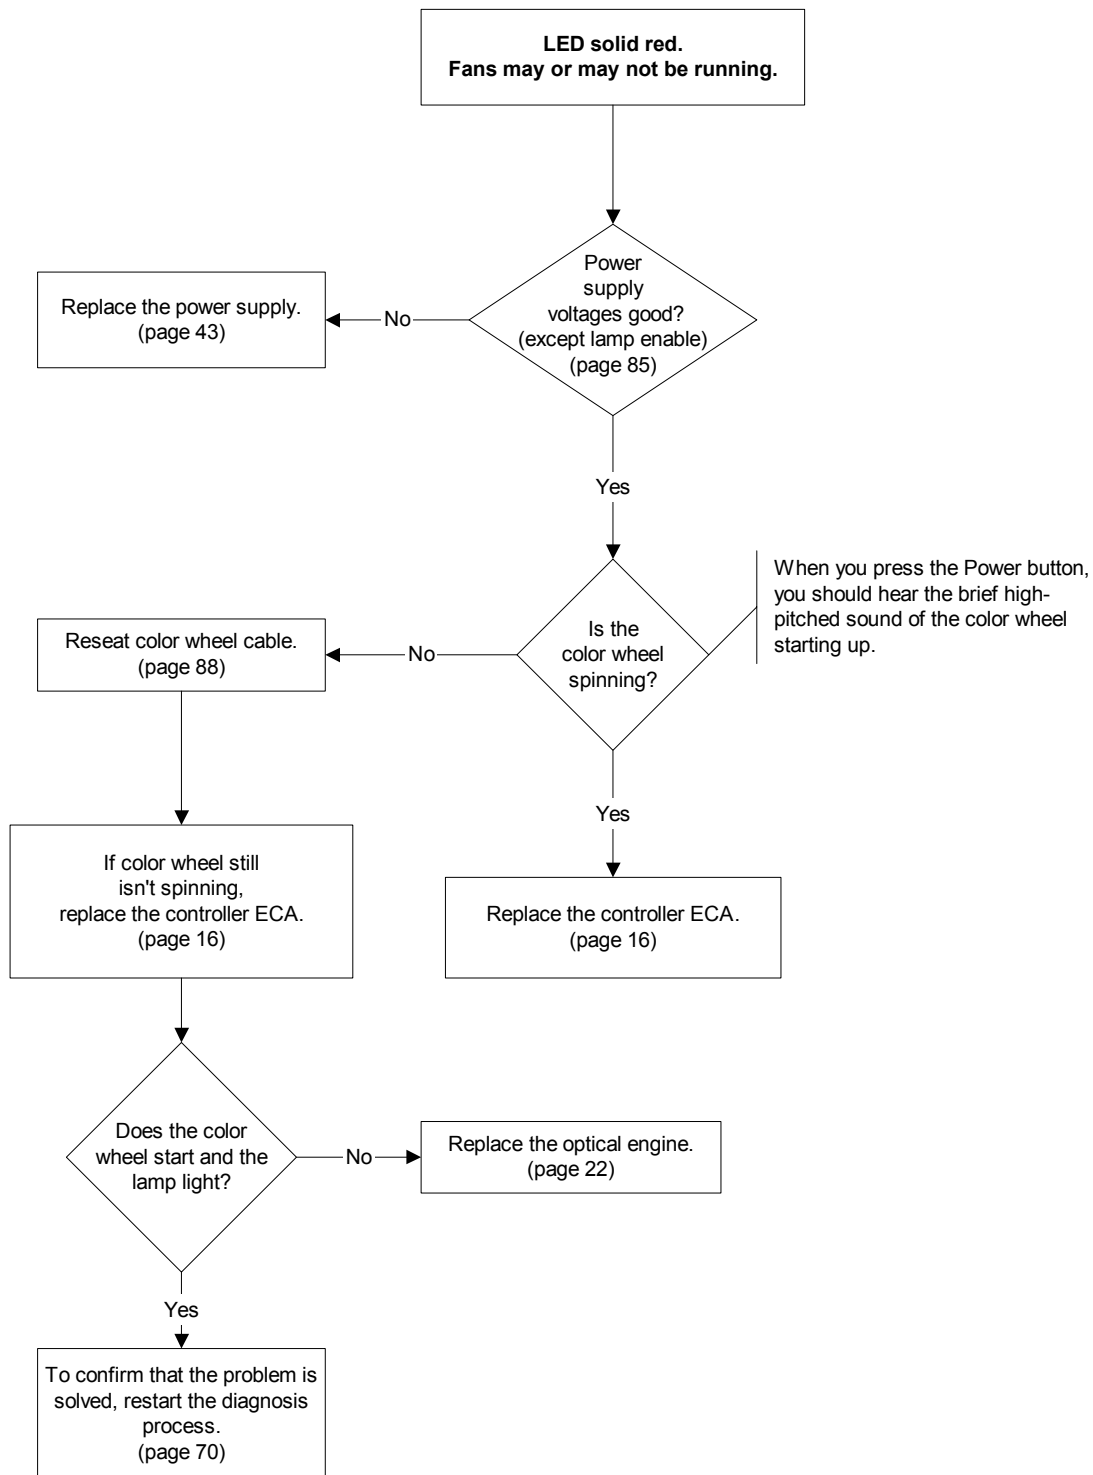 LED solid red.
Fans may or may not be running.
Power
supply
voltages good?
(except lamp enable)
(page 85)
No
Replace the power supply.
(page 43)
Yes
Is the
color wheel
spinning?
When you press the Power button,
you should hear the brief high-
pitched sound of the color wheel
starting up.
No
Reseat color wheel cable.
(page 88)
Yes
If color wheel still
isn't spinning,
replace the controller ECA.
(page 16)
Replace the controller ECA.
(page 16)
Does the color
wheel start and the
lamp light?
No
Replace the optical engine.
(page 22)
Yes
To confirm that the problem is
solved, restart the diagnosis
process.
(page 70)